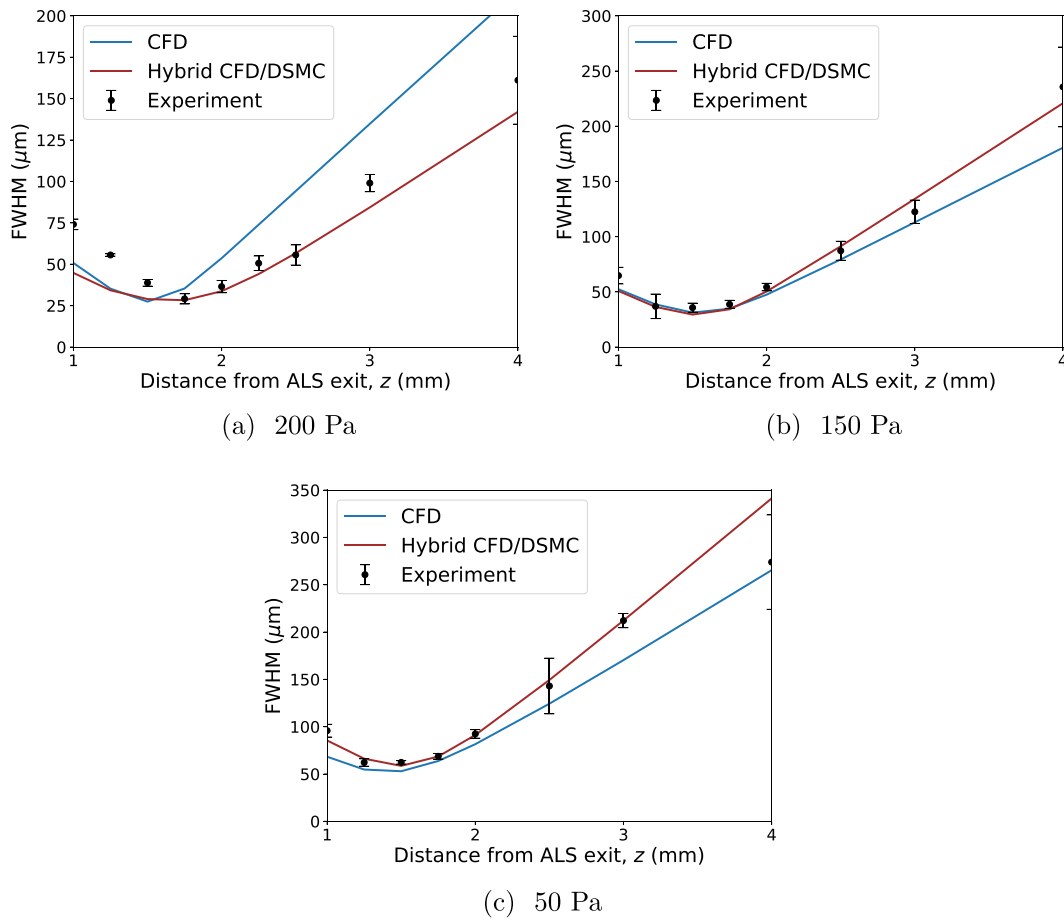 200
175
150
125
100
75
50
25
0
FWHM (μm)
CFD
Hybrid CFD/DSMC
Experiment
1
2
3
4
Distance from ALS exit, z (mm)
(a) 200 Pa
300
250
200
150
100
50
0
FWHM (μm)
CFD
Hybrid CFD/DSMC
Experiment
1
2
3
4
Distance from ALS exit, z (mm)
(b) 150 Pa
350
300
250
200
150
100
50
0
FWHM (μm)
CFD
Hybrid CFD/DSMC
Experiment
1
2
3
4
Distance from ALS exit, z (mm)
(c) 50 Pa